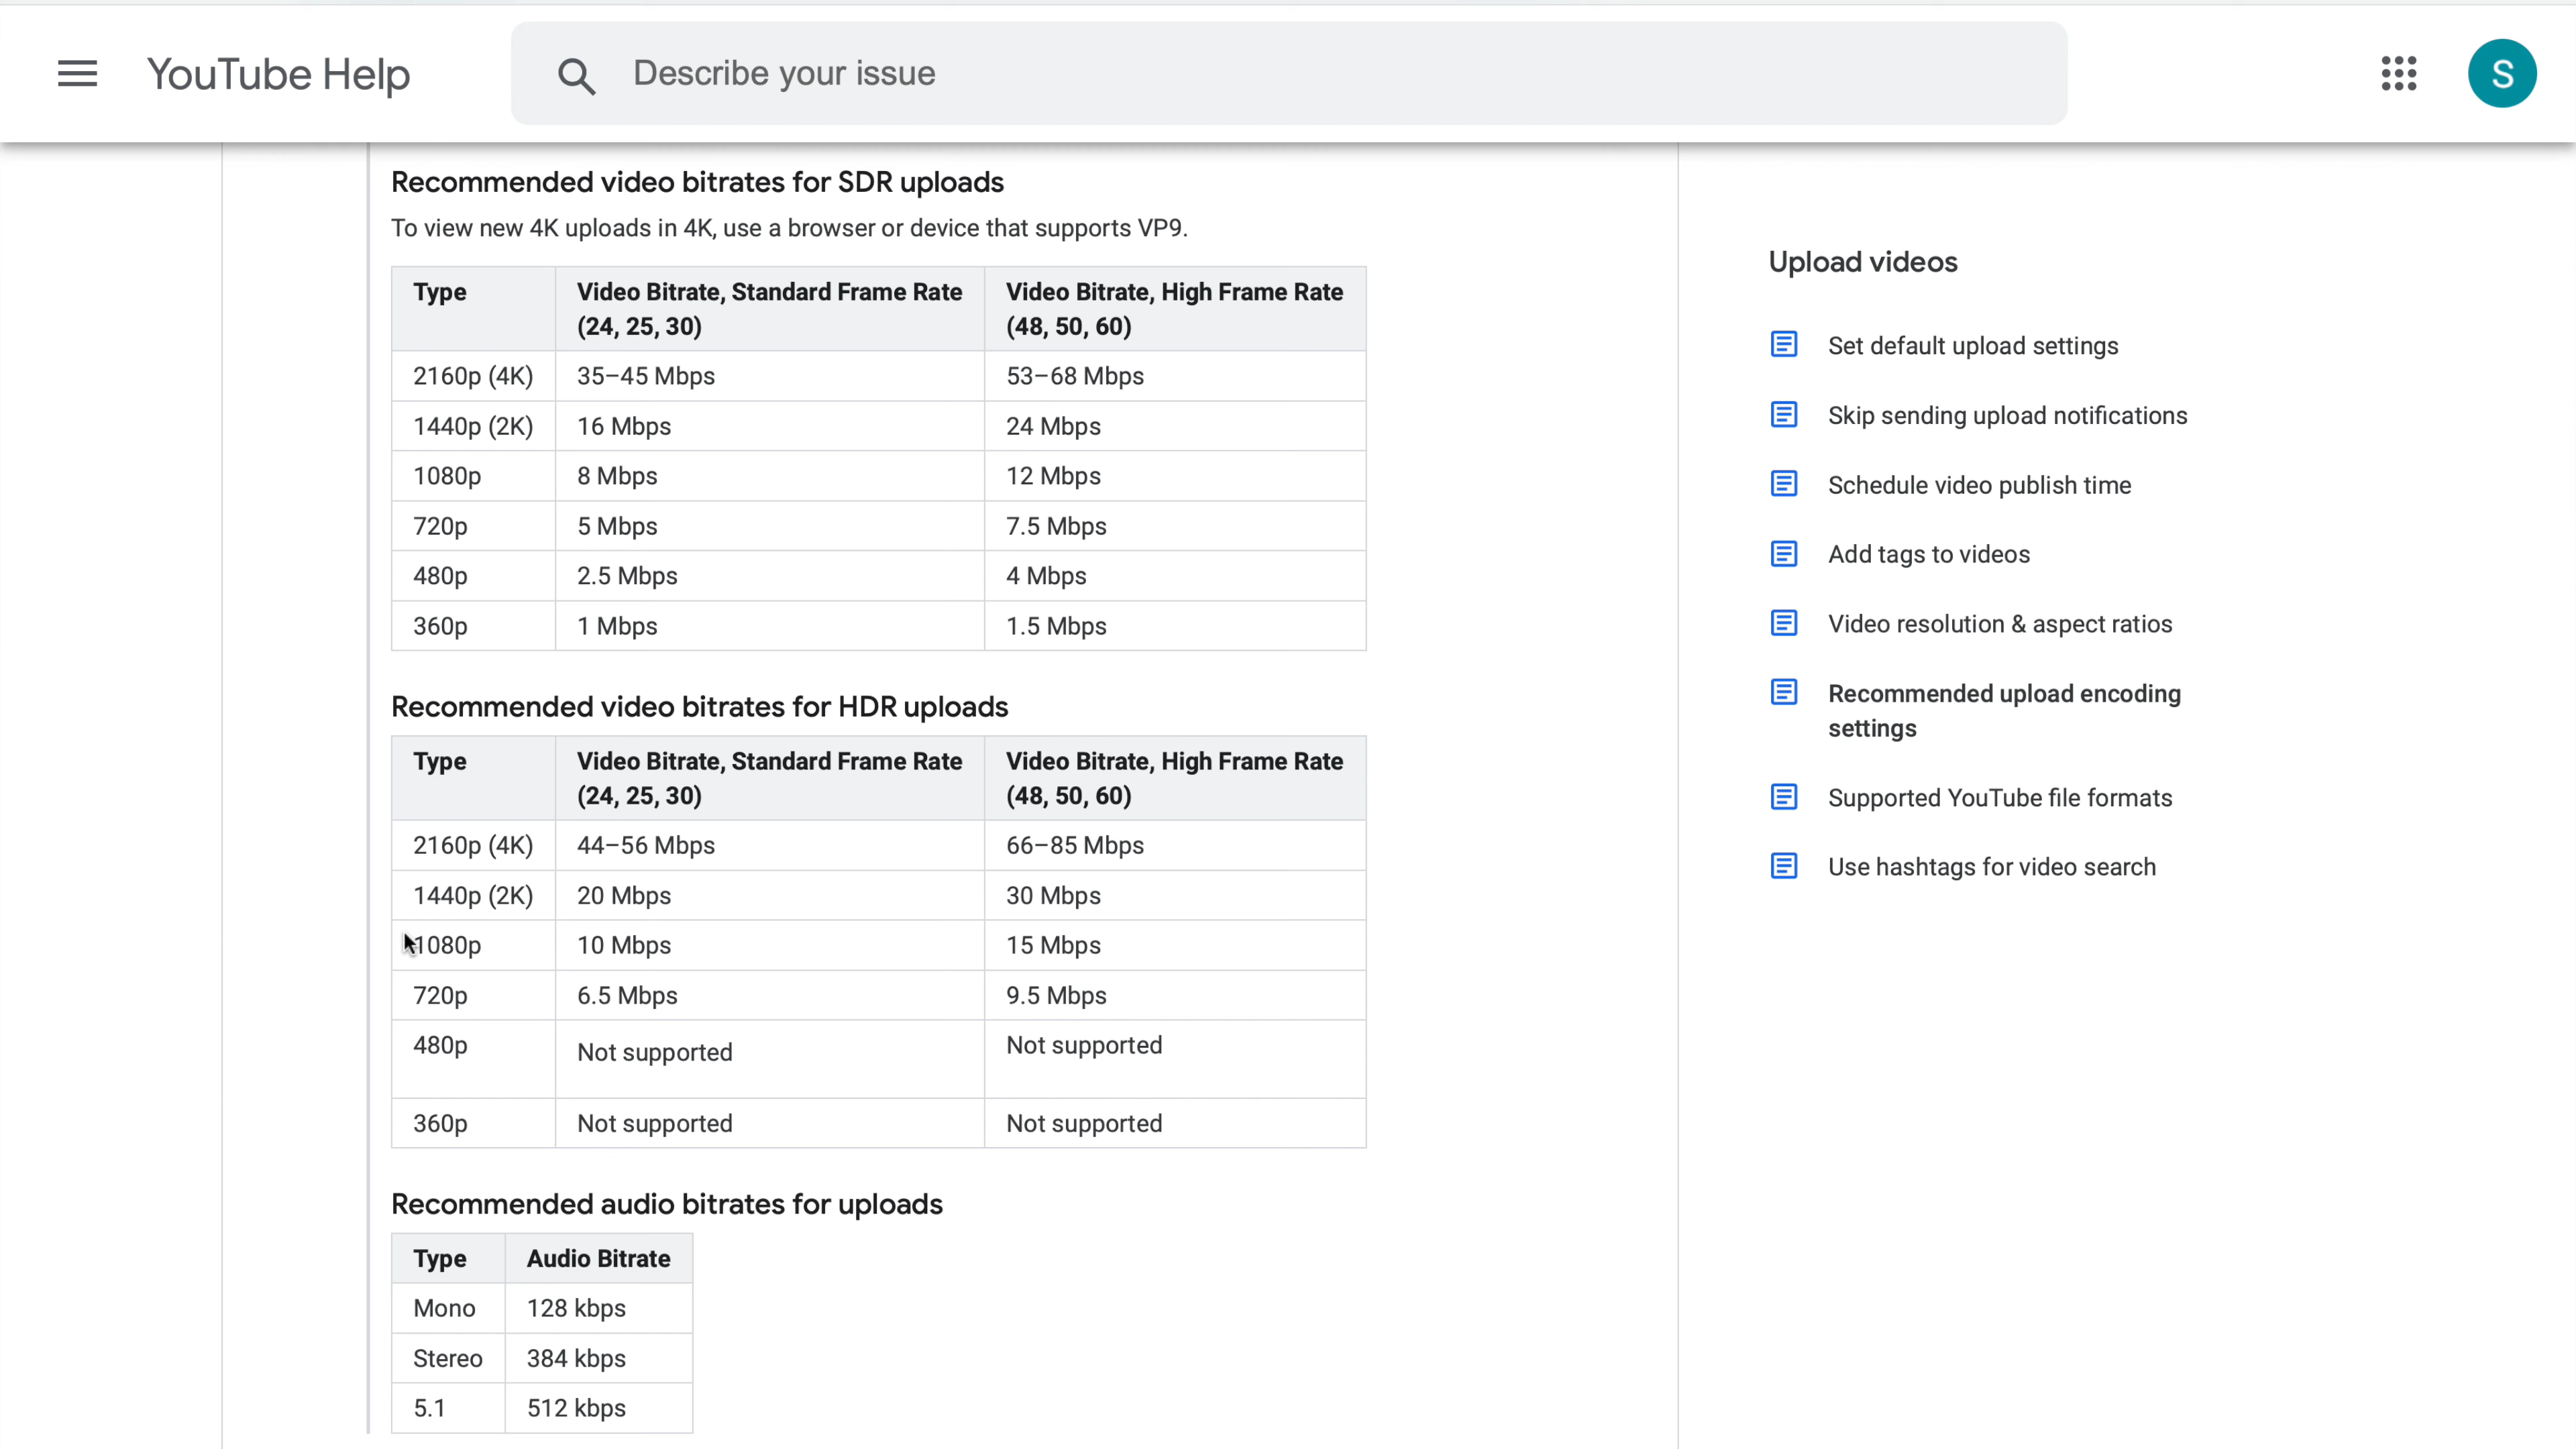 YouTube Help
Describe your issue
S
Recommended video bitrates for SDR uploads
To view new 4K uploads in 4K, use a browser or device that supports VP9.
Type
Video Bitrate, Standard Frame Rate
(24, 25, 30)
Video Bitrate, High Frame Rate
(48, 50, 60)
2160p (4K) 35–45 Mbps 53–68 Mbps
1440p (2K) 16 Mbps 24 Mbps
1080p 8 Mbps 12 Mbps
720p 5 Mbps 7.5 Mbps
480p 2.5 Mbps 4 Mbps
360p 1 Mbps 1.5 Mbps
Recommended video bitrates for HDR uploads
Type
Video Bitrate, Standard Frame Rate
(24, 25, 30)
Video Bitrate, High Frame Rate
(48, 50, 60)
2160p (4K) 44–56 Mbps 66–85 Mbps
1440p (2K) 20 Mbps 30 Mbps
1080p 10 Mbps 15 Mbps
720p 6.5 Mbps 9.5 Mbps
480p Not supported Not supported
360p Not supported Not supported
Recommended audio bitrates for uploads
Type Audio Bitrate
Mono 128 kbps
Stereo 384 kbps
5.1 512 kbps
Upload videos
Set default upload settings
Skip sending upload notifications
Schedule video publish time
Add tags to videos
Video resolution & aspect ratios
Recommended upload encoding
settings
Supported YouTube file formats
Use hashtags for video search